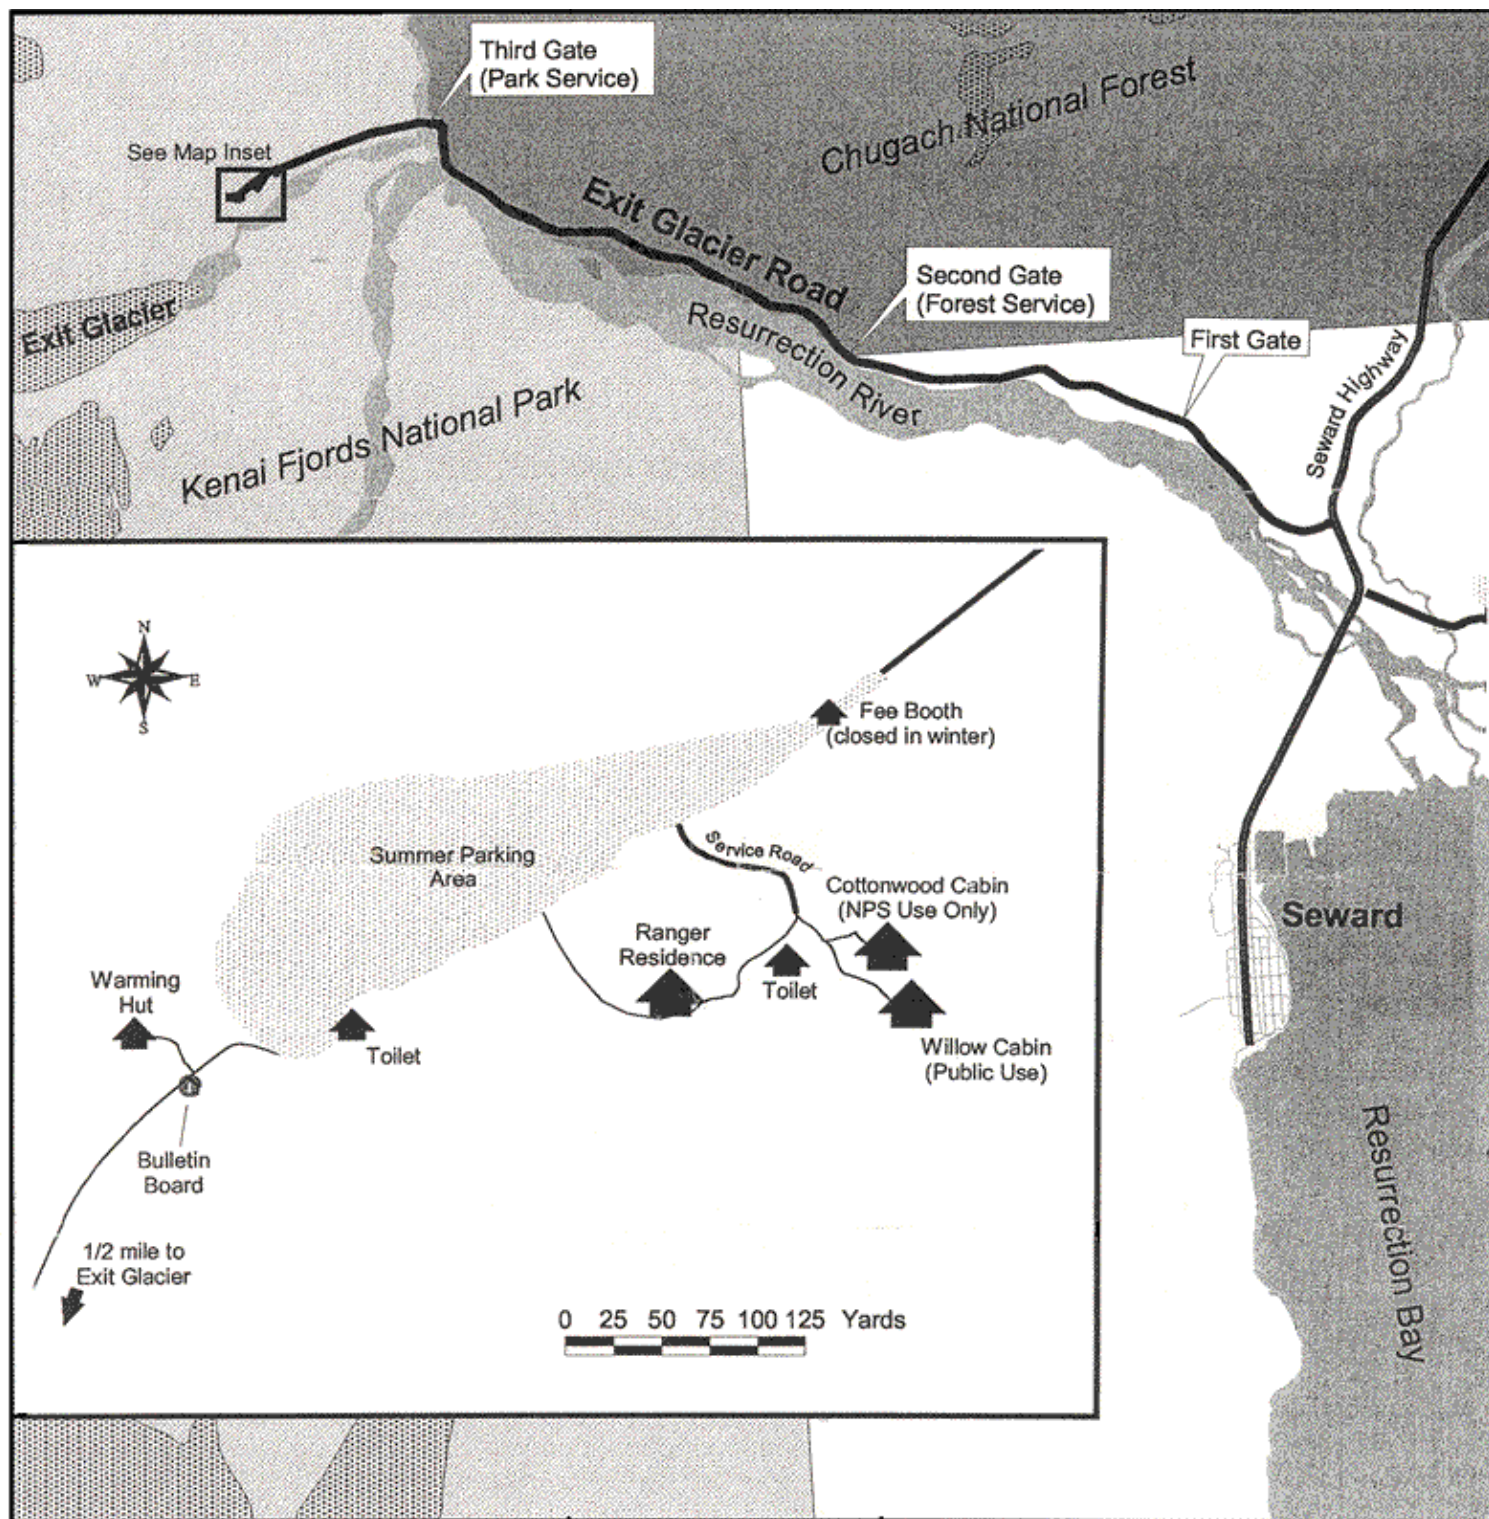 Third Gate
(Park Service)
Chugach National Forest
See Map Inset
Exit Glacier Road
Second Gate
(Forest Service)
Exit Glacier
Resurrection River
First Gate
Seward Highway
Kenai Fjords National Park
N
W E
S
Fee Booth
(closed in winter)
Service Road
Summer Parking
Area
Cottonwood Cabin
(NPS Use Only)
Seward
Ranger
Residence
Warming
Hut
Toilet
Toilet
Willow Cabin
(Public Use)
Bulletin
Board
Resurrection Bay
1/2 mile to
Exit Glacier
0 25 50 75 100 125 Yards